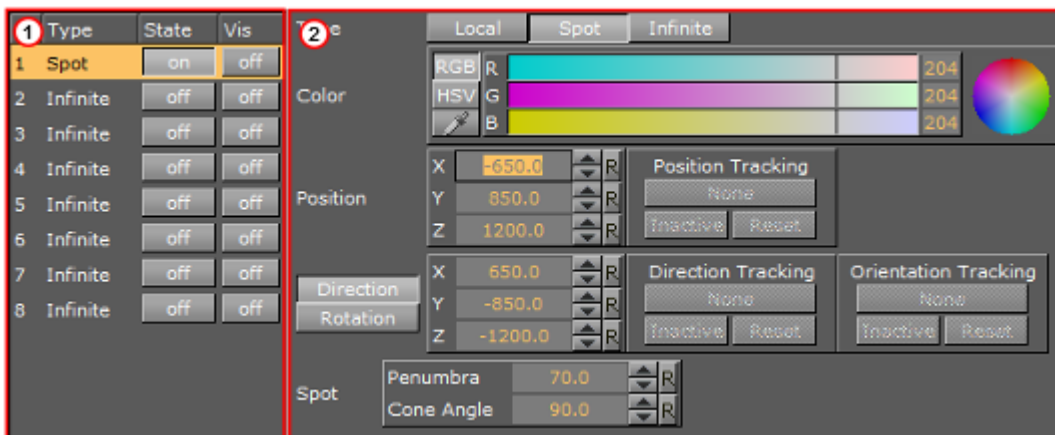 1 Type State Vis
1 Spot on off
2 Infinite off off
3 Infinite off off
4 Infinite off off
5 Infinite off off
6 Infinite off off
7 Infinite off off
8 Infinite off off
2 Local Spot Infinite
Color RGB R 204
HSV G 204
B 204
Position X -650.0 R Position Tracking
Y 850.0 R None
Z 1200.0 R Inactive Reset
Direction X 650.0 R Direction Tracking Orientation Tracking
Rotation Y -850.0 R None None
Z -1200.0 R Inactive Reset Inactive Reset
Spot Penumbra 70.0 R
Cone Angle 90.0 R